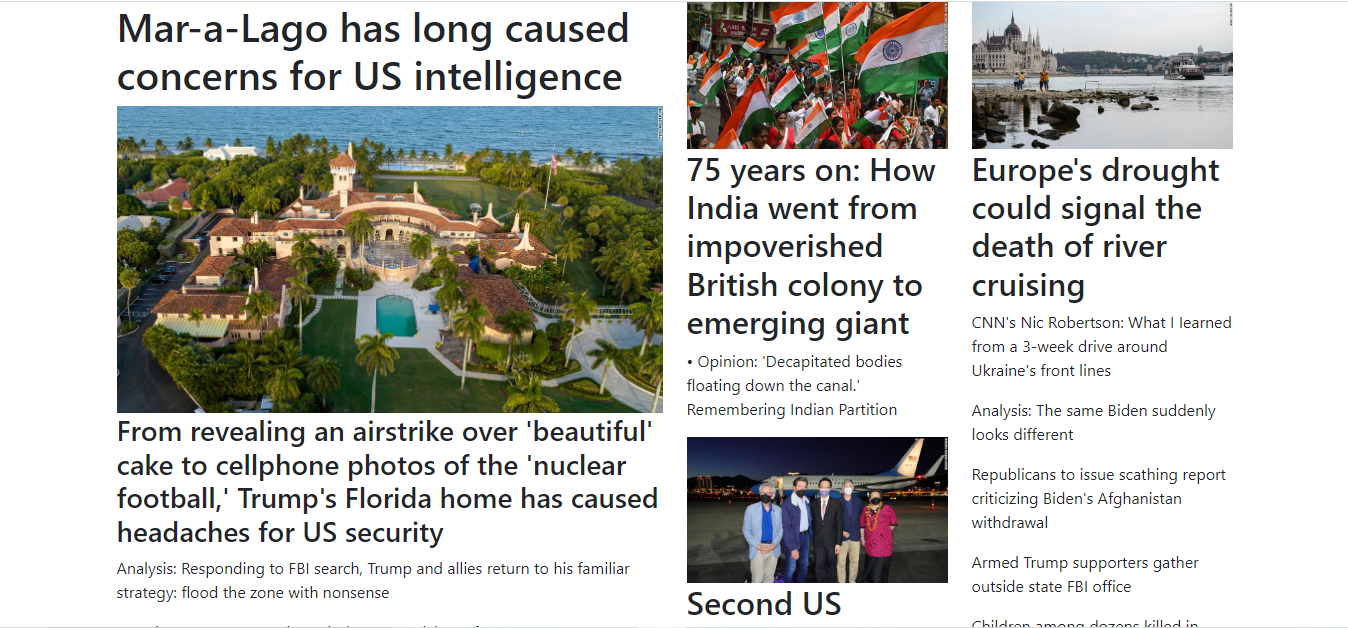 Mar-a-Lago has long caused
concerns for US intelligence
From revealing an airstrike over 'beautiful'
cake to cellphone photos of the 'nuclear
football,' Trump's Florida home has caused
headaches for US security
Analysis: Responding to FBI search, Trump and allies return to his familiar
strategy: flood the zone with nonsense
75 years on: How
India went from
impoverished
British colony to
emerging giant
• Opinion: 'Decapitated bodies
floating down the canal.'
Remembering Indian Partition
Second US
Europe's drought
could signal the
death of river
cruising
CNN's Nic Robertson: What I learned
from a 3-week drive around
Ukraine's front lines
Analysis: The same Biden suddenly
looks different
Republicans to issue scathing report
criticizing Biden's Afghanistan
withdrawal
Armed Trump supporters gather
outside state FBI office
Children among dozens killed in